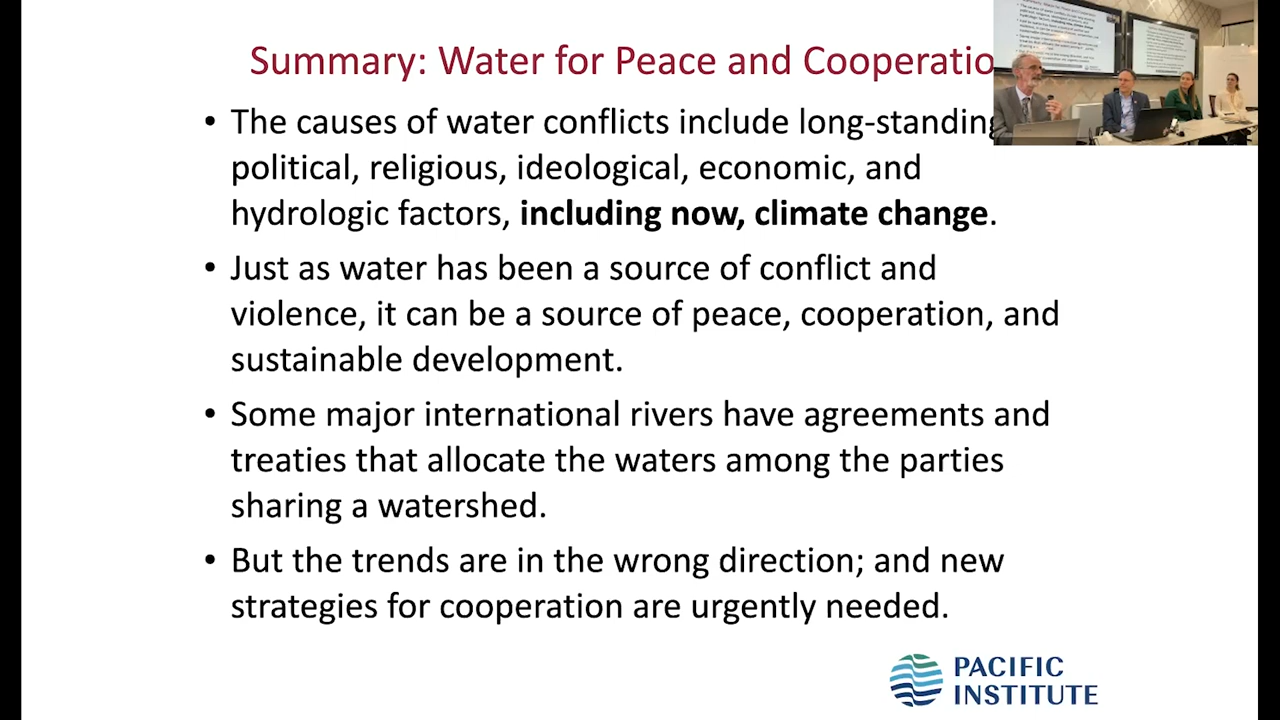 Summary: Water for Peace and Cooperatio
• The causes of water conflicts include long-standing
political, religious, ideological, economic, and
hydrologic factors, including now, climate change.
• Just as water has been a source of conflict and
violence, it can be a source of peace, cooperation, and
sustainable development.
• Some major international rivers have agreements and
treaties that allocate the waters among the parties
sharing a watershed.
• But the trends are in the wrong direction; and new
strategies for cooperation are urgently needed.
PACIFIC
INSTITUTE